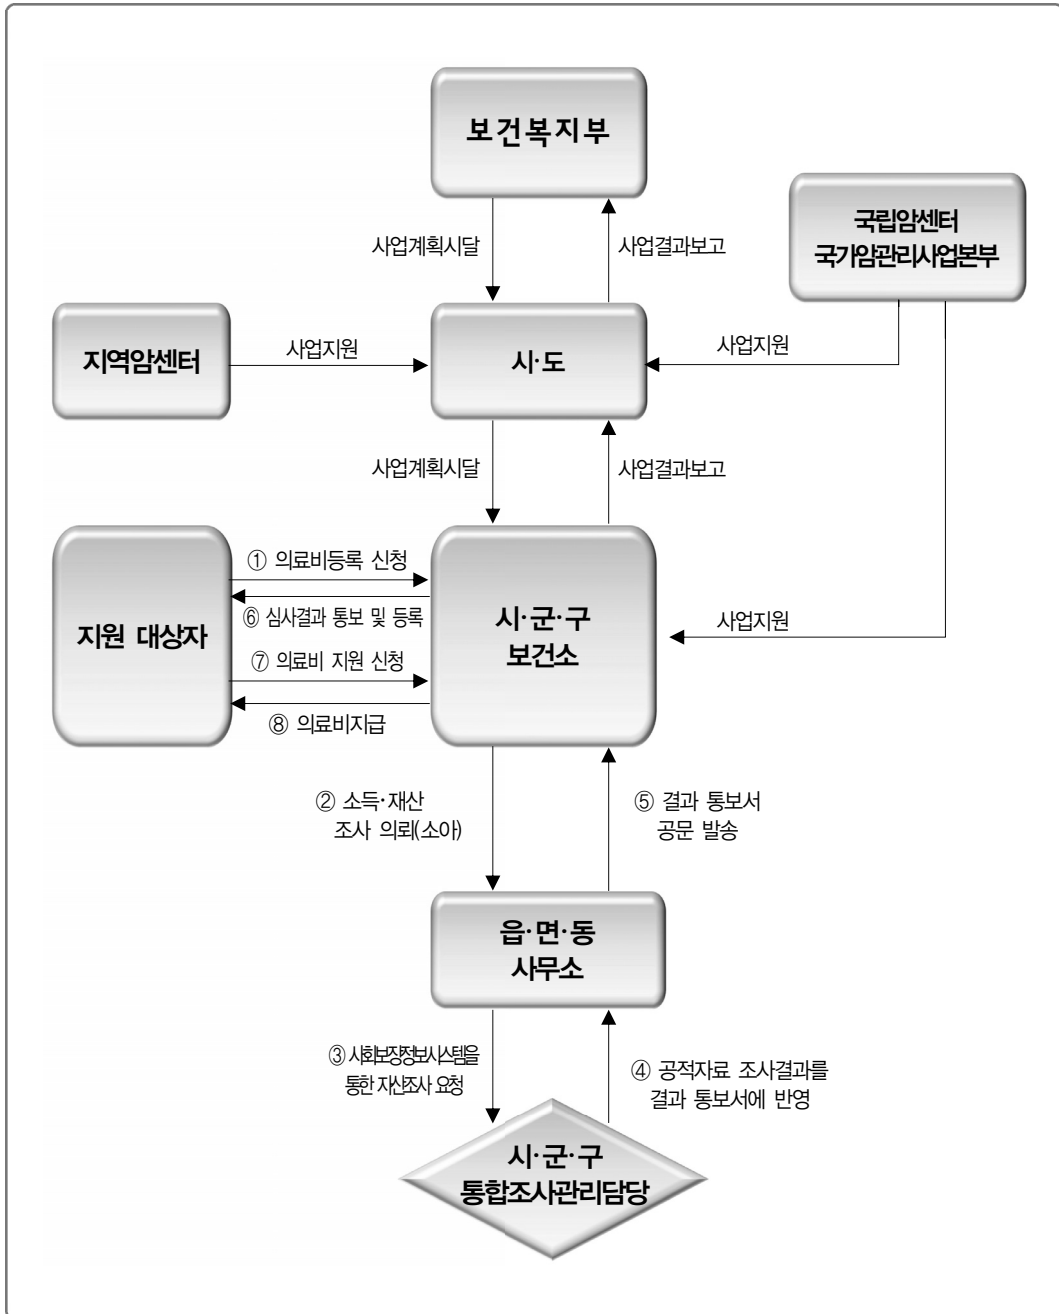 보건복지부
국립암센터
국가암관리사업본부
사업계획시달
사업결과보고
지역암센터
사업지원
시·도
사업지원
사업계획시달
사업결과보고
지원 대상자
① 의료비등록 신청
⑥ 심사결과 통보 및 등록
⑦ 의료비 지원 신청
⑧ 의료비지급
시·군·구
보건소
사업지원
② 소득·재산
조사 의뢰(소아)
⑤ 결과 통보서
공문 발송
읍·면·동
사무소
③ 사회보장정보시스템을
통한 자산조사 요청
④ 공적자료 조사결과를
결과 통보서에 반영
시·군·구
통합조사관리담당